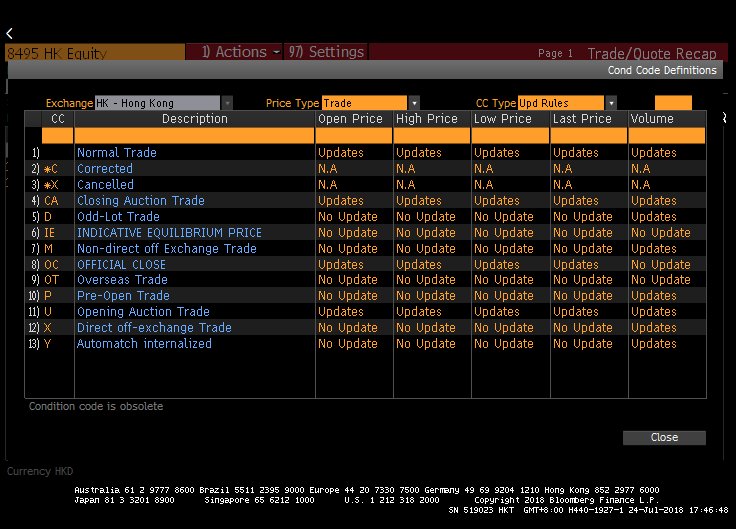 8495 HK Equity 1) Actions 97) Settings Page 1 Trade/Quote Recap
Cond Code Definitions
Exchange HK - Hong Kong Price Type Trade CC Type Upd Rules
CC Description Open Price High Price Low Price Last Price Volume
1) Normal Trade Updates Updates Updates Updates Updates
2) *C Corrected N.A N.A N.A N.A N.A
3) *X Cancelled N.A N.A N.A N.A N.A
4) CA Closing Auction Trade Updates Updates Updates Updates Updates
5) D Odd-Lot Trade No Update No Update No Update No Update Updates
6) IE INDICATIVE EQUILIBRIUM PRICE No Update No Update No Update No Update No Update
7) M Non-direct off Exchange Trade No Update No Update No Update No Update Updates
8) OC OFFICIAL CLOSE Updates Updates Updates Updates No Update
9) OT Overseas Trade No Update No Update No Update No Update No Update
10) P Pre-Open Trade No Update No Update No Update No Update Updates
11) U Opening Auction Trade Updates Updates Updates Updates Updates
12) X Direct off-exchange Trade No Update No Update No Update No Update Updates
13) Y Automatch internalized No Update No Update No Update No Update Updates
Condition code is obsolete
Close
Currency HKD
Australia 61 2 9777 8600 Brazil 5511 2395 9000 Europe 44 20 7330 7500 Germany 49 69 9204 1210 Hong Kong 852 2977 6000
Japan 81 3 3201 8900 Singapore 65 6212 1000 U.S. 1 212 318 2000 Copyright 2018 Bloomberg Finance L.P.
SN 519023 HKT GMT+8:00 H440-1927-1 24-Jul-2018 17:46:48